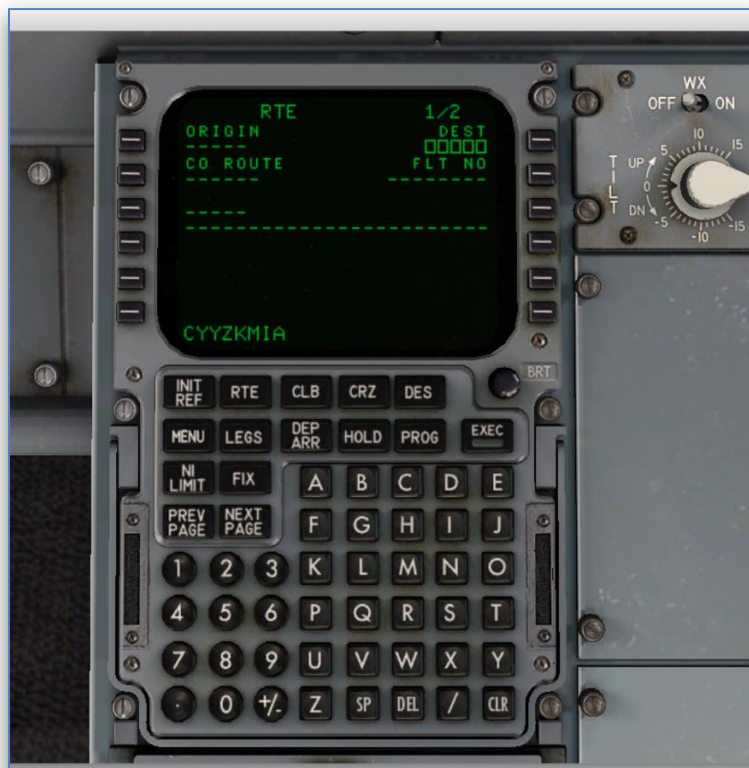 RTE 1/2
ORIGIN DEST
----- □□□□□
CO ROUTE FLT NO
------ --------
-----
-----------------------------
CYYZKMIA
BRT
INIT REF RTE CLB CRZ DES
MENU LEGS DEP ARR HOLD PROG EXEC
N1 LIMIT FIX
PREV PAGE NEXT PAGE
A B C D E
F G H I J
1 2 3 K L M N O
4 5 6 P Q R S T
7 8 9 U V W X Y
. 0 +/- Z SP DEL / CLR
WX
OFF ON
TILT
UP
DN
15 10 5 0 -5 -10 -15